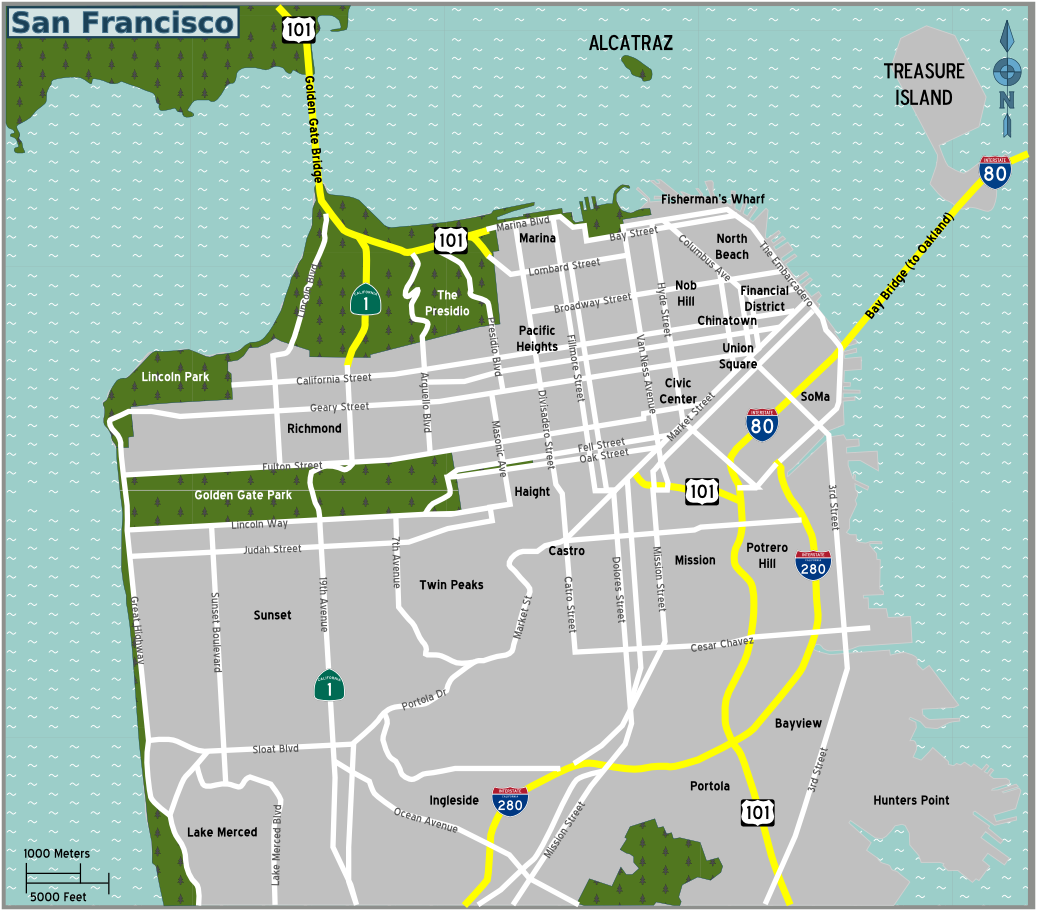 San Francisco
101
ALCATRAZ
TREASURE
ISLAND
N
Golden Gate Bridge
INTERSTATE
80
Fisherman's Wharf
Marina Blvd
Marina
Bay Street
Columbus Ave
North
Beach
The Embarcadero
Bay Bridge (to Oakland)
101
Lombard Street
Lincoln Blvd
CALIFORNIA
1
The
Presidio
Broadway Street
Hyde Street
Nob
Hill
Financial
District
Chinatown
Presidio Blvd
Pacific
Heights
Fillmore Street
Van Ness Avenue
Union
Square
Lincoln Park
California Street
Arguello Blvd
Divisadero Street
Civic
Center
SoMa
Geary Street
Market Street
INTERSTATE
80
Richmond
Masonic Ave
Fell Street
Oak Street
Fulton Street
Golden Gate Park
Haight
101
3rd Street
Lincoln Way
Judah Street
7th Avenue
Castro
Mission
Potrero
Hill
INTERSTATE
CALIFORNIA
280
Twin Peaks
Sunset
19th Avenue
Great Highway
Sunset Boulevard
Market St
Catro Street
Dolores Street
Mission Street
Cesar Chavez
CALIFORNIA
1
Portola Dr
Bayview
Sloat Blvd
3rd Street
Portola
Ingleside
INTERSTATE
CALIFORNIA
280
Hunters Point
101
Ocean Avenue
Mission Street
Lake Merced
Lake Merced Blvd
1000 Meters
5000 Feet